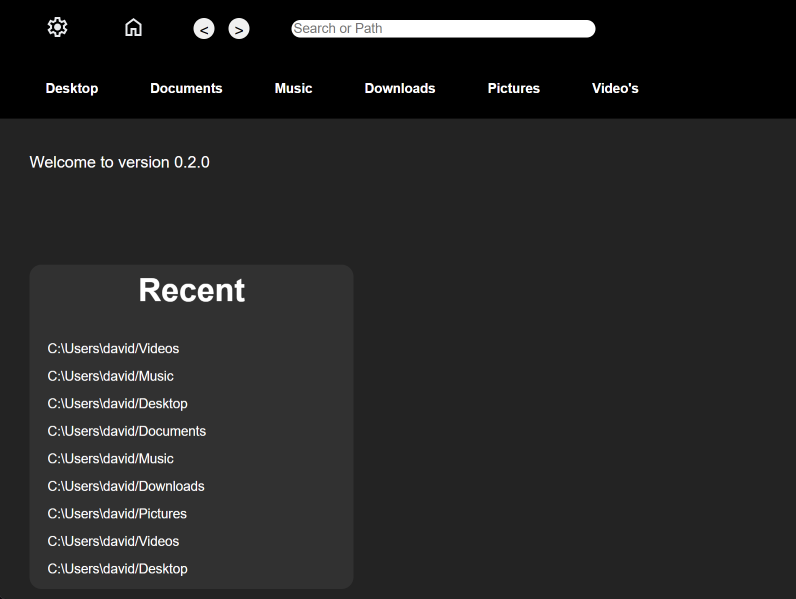 < > Search or Path
Desktop Documents Music Downloads Pictures Video's
Welcome to version 0.2.0
Recent
C:\Users\david/Videos
C:\Users\david/Music
C:\Users\david/Desktop
C:\Users\david/Documents
C:\Users\david/Music
C:\Users\david/Downloads
C:\Users\david/Pictures
C:\Users\david/Videos
C:\Users\david/Desktop